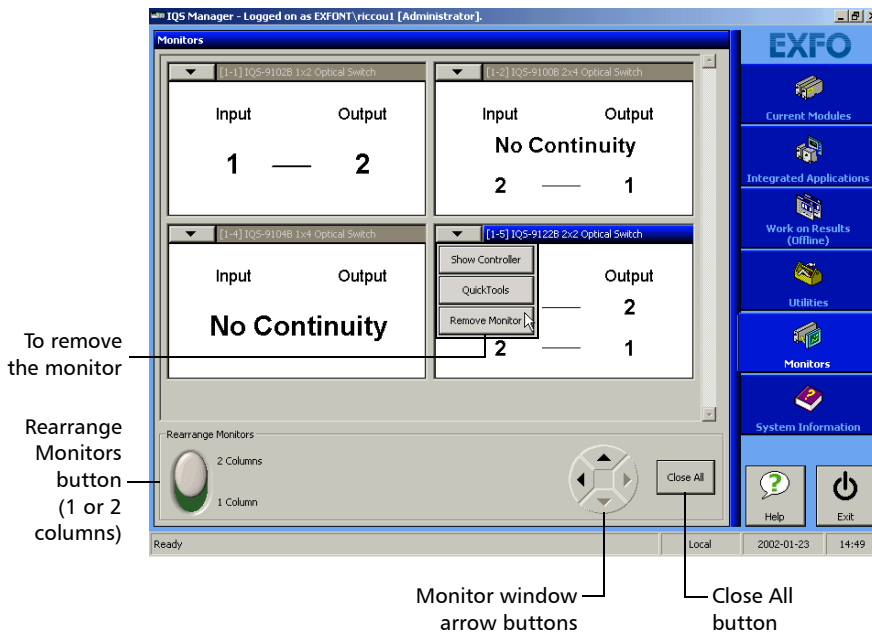 IQS Manager - Logged on as EXFONT\riccou1 [Administrator].
Monitors
EXFO
[1-1] IQS-9102B 1x2 Optical Switch
Input Output
1 — 2
[1-2] IQS-9100B 2x4 Optical Switch
Input Output
No Continuity
2 — 1
[1-4] IQS-9104B 1x4 Optical Switch
Input Output
No Continuity
[1-5] IQS-9122B 2x2 Optical Switch
Show Controller
QuickTools
Remove Monitor
Output
— 2
2 — 1
Current Modules
Integrated Applications
Work on Results
(Offline)
Utilities
Monitors
System Information
To remove
the monitor
Rearrange
Monitors
button
(1 or 2
columns)
Rearrange Monitors
2 Columns
1 Column
Close All
Help
Exit
Ready
Local
2002-01-23
14:49
Monitor window
arrow buttons
Close All
button